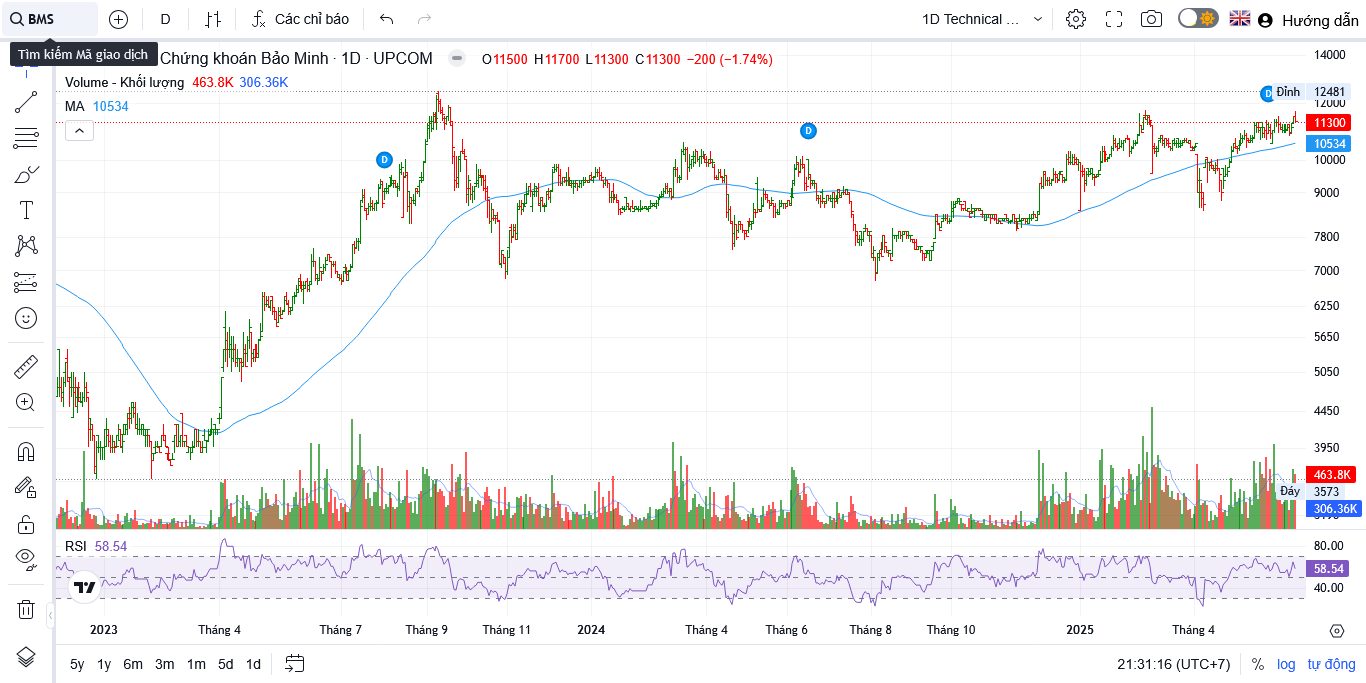 BMS
D
Các chỉ báo
1D Technical ...
Hướng dẫn
Tìm kiếm Mã giao dịch
Chứng khoán Bảo Minh · 1D · UPCOM
O11500 H11700 L11300 C11300 −200 (−1.74%)
Volume - Khối lượng 463.8K 306.36K
MA 10534
D
D
D
Đỉnh
14000
12481
12000
11300
10534
10000
9000
7800
7000
6250
5650
5050
4450
3950
463.8K
Đáy
3573
306.36K
RSI 58.54
80.00
58.54
40.00
2023 Tháng 4 Tháng 7 Tháng 9 Tháng 11 2024 Tháng 4 Tháng 6 Tháng 8 Tháng 10 2025 Tháng 4
5y 1y 6m 3m 1m 5d 1d
21:31:16 (UTC+7) % log tự động